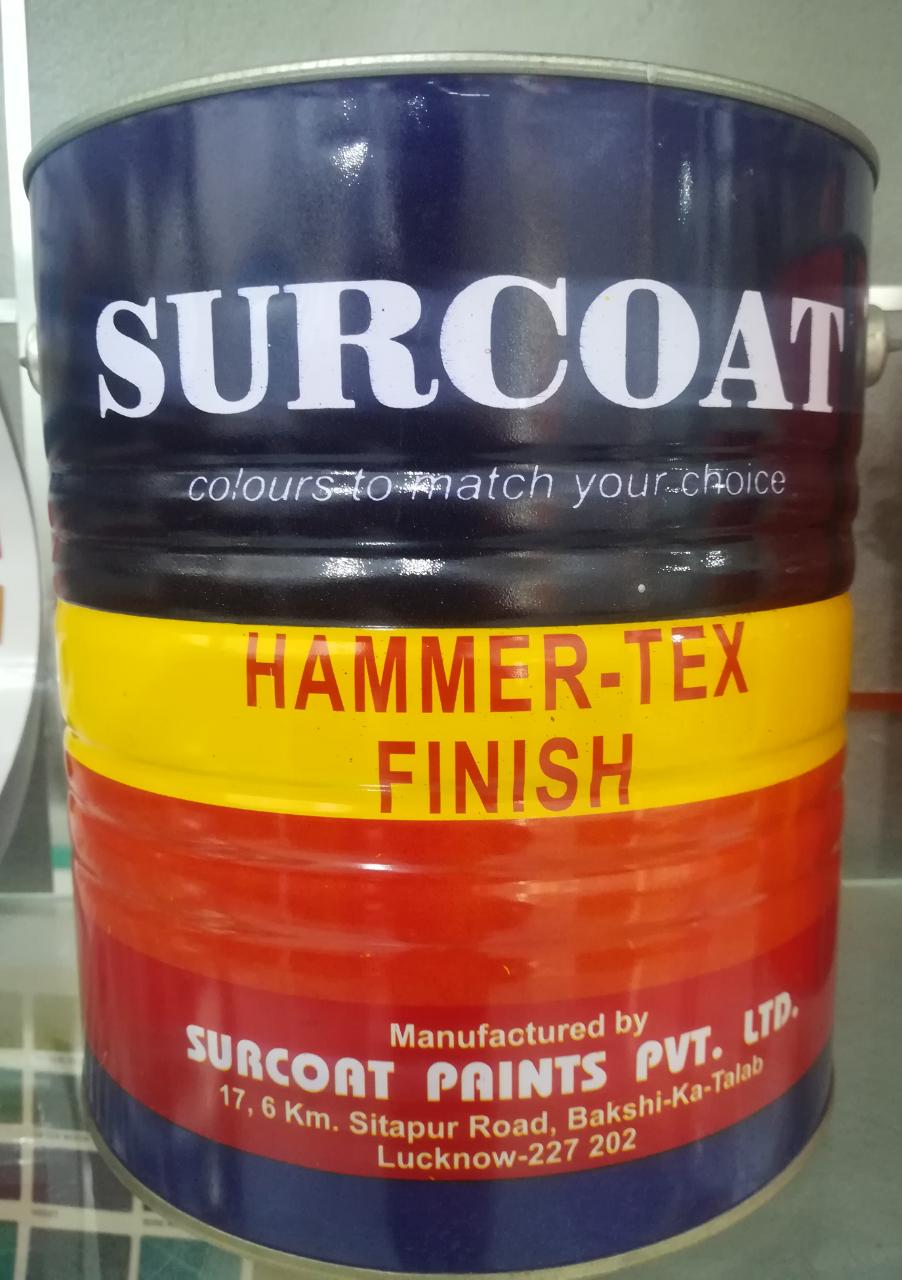 SURCOAT
colours to match your choice
HAMMER-TEX
FINISH
Manufactured by
SURCOAT PAINTS PVT. LTD.
17, 6 Km. Sitapur Road, Bakshi-Ka-Talab
Lucknow-227 202